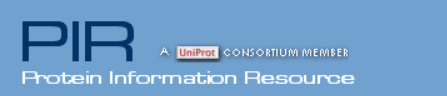 PIR A UniProt CONSORTIUM MEMBER
Protein Information Resource